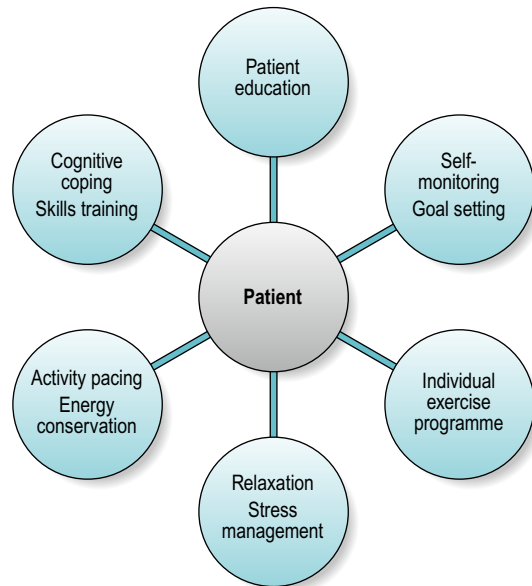 Patient
education
Self-
monitoring
Goal setting
Individual
exercise
programme
Relaxation
Stress
management
Activity pacing
Energy
conservation
Cognitive
coping
Skills training
Patient